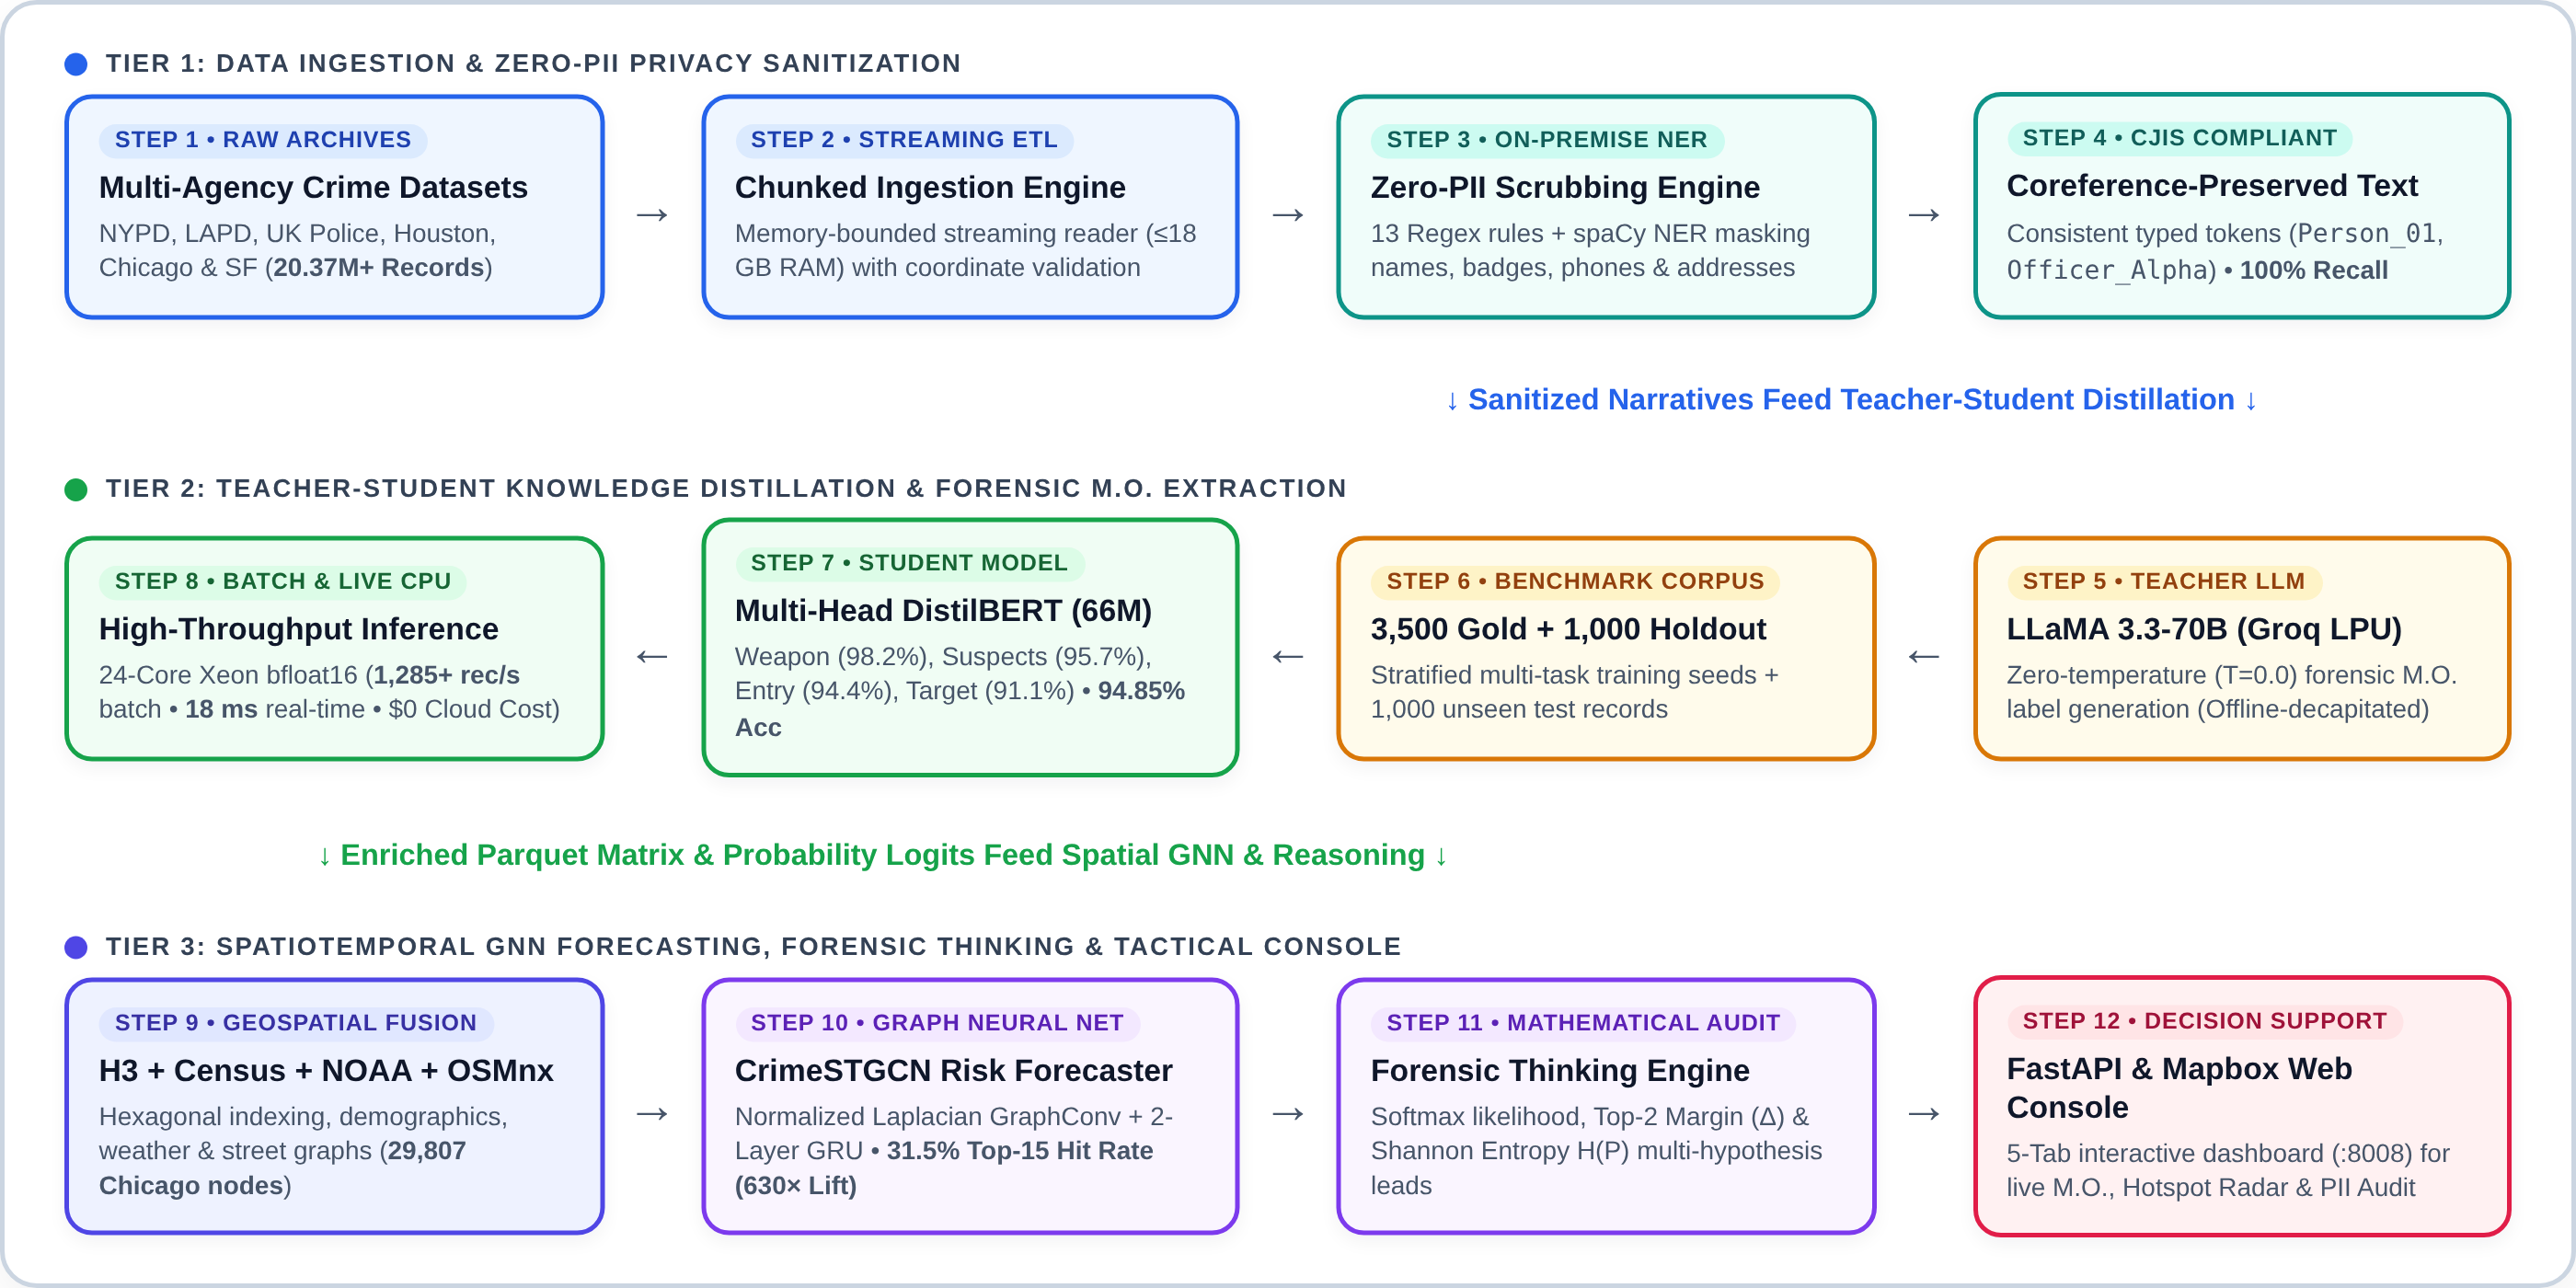 TIER 1: DATA INGESTION & ZERO-PII PRIVACY SANITIZATION
STEP 1 • RAW ARCHIVES
Multi-Agency Crime Datasets
NYPD, LAPD, UK Police, Houston,
Chicago & SF (20.37M+ Records)
→
STEP 2 • STREAMING ETL
Chunked Ingestion Engine
Memory-bounded streaming reader (≤18
GB RAM) with coordinate validation
→
STEP 3 • ON-PREMISE NER
Zero-PII Scrubbing Engine
13 Regex rules + spaCy NER masking
names, badges, phones & addresses
→
STEP 4 • CJIS COMPLIANT
Coreference-Preserved Text
Consistent typed tokens (Person_01,
Officer_Alpha) • 100% Recall
↓ Sanitized Narratives Feed Teacher-Student Distillation ↓
TIER 2: TEACHER-STUDENT KNOWLEDGE DISTILLATION & FORENSIC M.O. EXTRACTION
STEP 8 • BATCH & LIVE CPU
High-Throughput Inference
24-Core Xeon bfloat16 (1,285+ rec/s
batch • 18 ms real-time • $0 Cloud Cost)
←
STEP 7 • STUDENT MODEL
Multi-Head DistilBERT (66M)
Weapon (98.2%), Suspects (95.7%),
Entry (94.4%), Target (91.1%) • 94.85%
Acc
←
STEP 6 • BENCHMARK CORPUS
3,500 Gold + 1,000 Holdout
Stratified multi-task training seeds +
1,000 unseen test records
←
STEP 5 • TEACHER LLM
LLaMA 3.3-70B (Groq LPU)
Zero-temperature (T=0.0) forensic M.O.
label generation (Offline-decapitated)
↓ Enriched Parquet Matrix & Probability Logits Feed Spatial GNN & Reasoning ↓
TIER 3: SPATIOTEMPORAL GNN FORECASTING, FORENSIC THINKING & TACTICAL CONSOLE
STEP 9 • GEOSPATIAL FUSION
H3 + Census + NOAA + OSMnx
Hexagonal indexing, demographics,
weather & street graphs (29,807
Chicago nodes)
→
STEP 10 • GRAPH NEURAL NET
CrimeSTGCN Risk Forecaster
Normalized Laplacian GraphConv + 2-
Layer GRU • 31.5% Top-15 Hit Rate
(630× Lift)
→
STEP 11 • MATHEMATICAL AUDIT
Forensic Thinking Engine
Softmax likelihood, Top-2 Margin (Δ) &
Shannon Entropy H(P) multi-hypothesis
leads
→
STEP 12 • DECISION SUPPORT
FastAPI & Mapbox Web
Console
5-Tab interactive dashboard (:8008) for
live M.O., Hotspot Radar & PII Audit